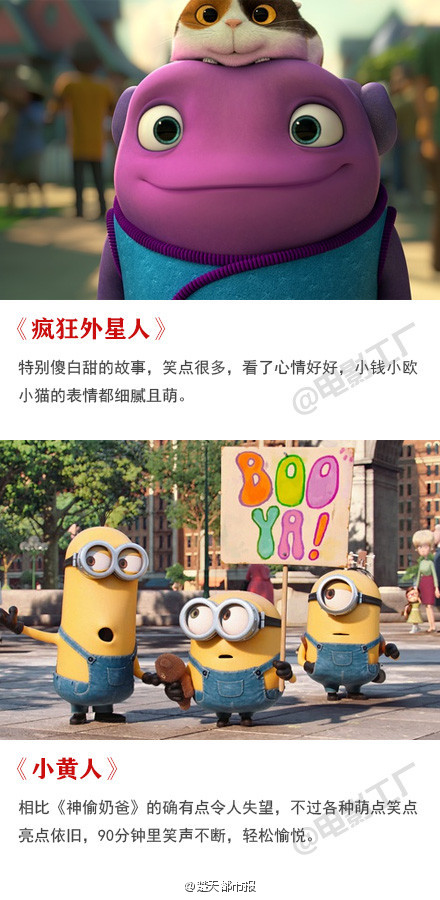 《疯狂外星人》
特别傻白甜的故事，笑点很多，看了心情好好，小钱小欧
小猫的表情都细腻且萌。
@电影工厂
BOO
YA!
《小黄人》
相比《神偷奶爸》的确有点令人失望，不过各种萌点笑点
亮点依旧，90分钟里笑声不断，轻松愉悦。
@电影工厂
@楚天都市报